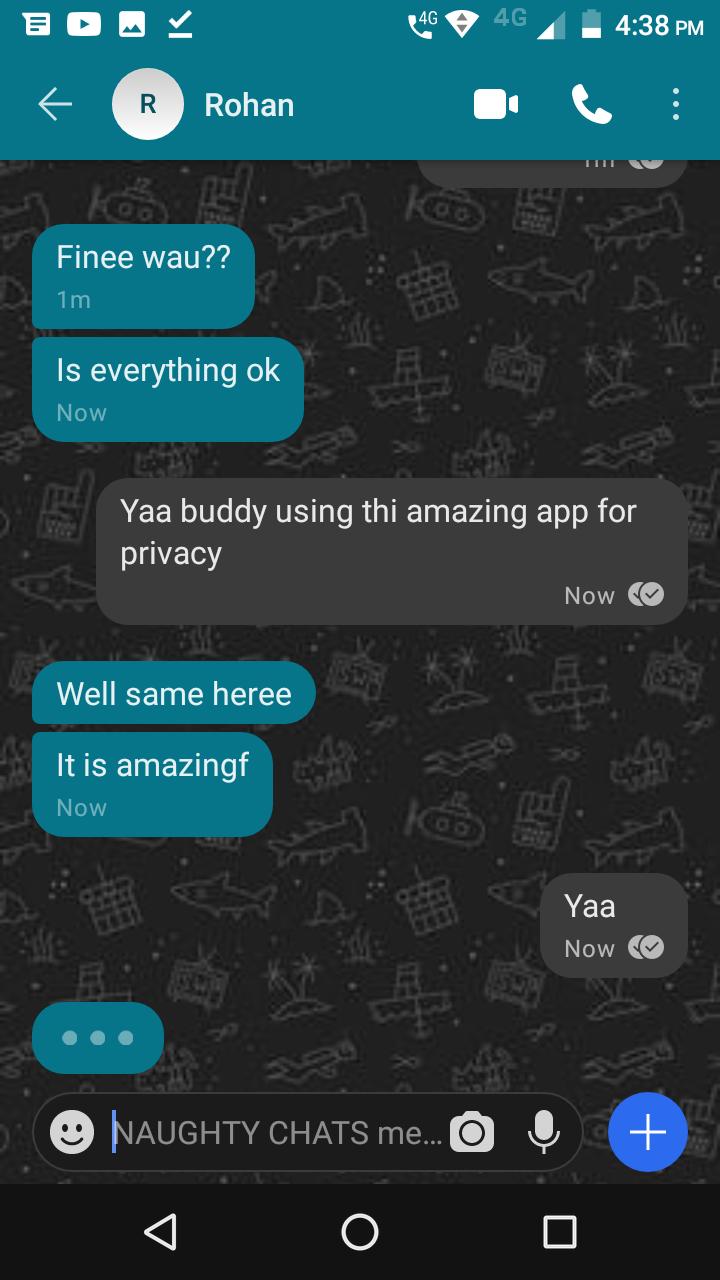 4G 4G 4:38 PM
R Rohan
Finee wau??
1m
Is everything ok
Now
Yaa buddy using thi amazing app for
privacy
Now
Well same heree
It is amazingf
Now
Yaa
Now
NAUGHTY CHATS me…